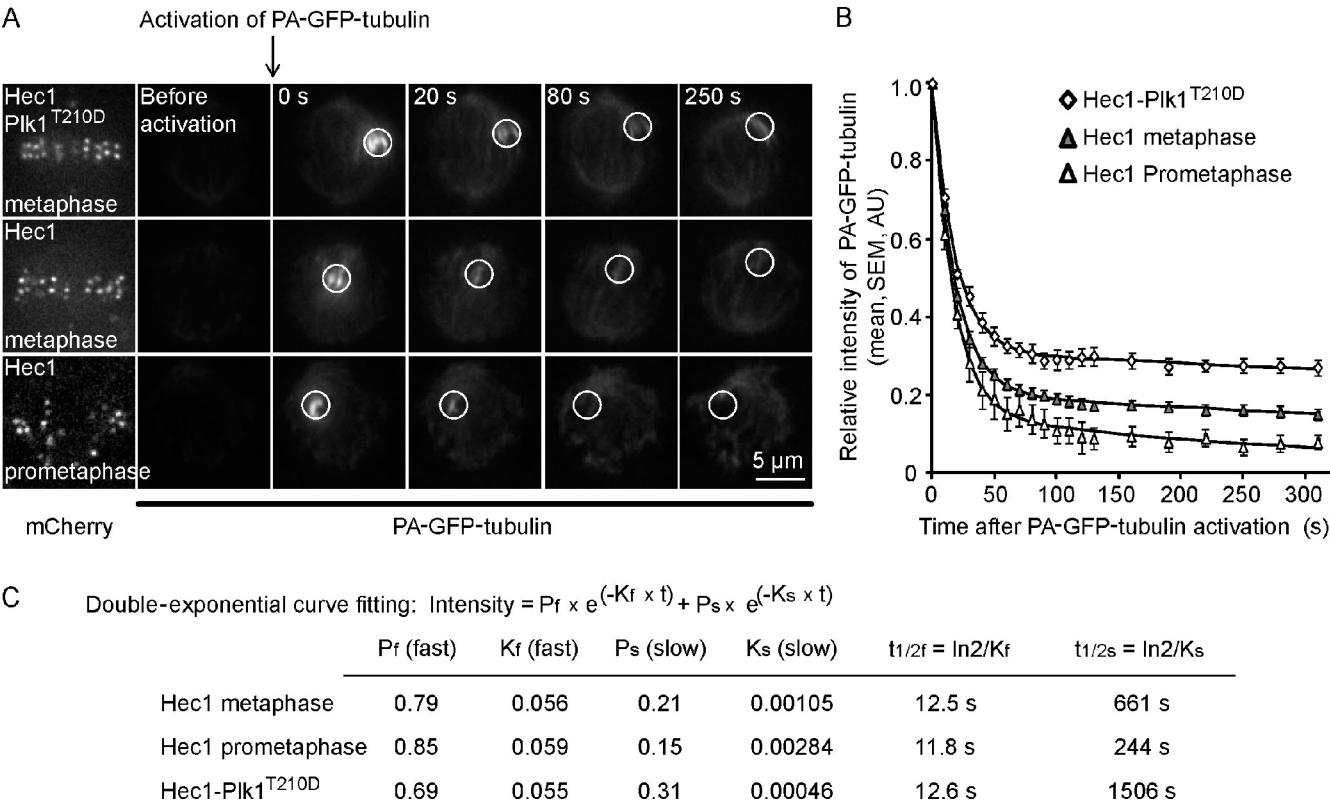 A
Activation of PA-GFP-tubulin
Hec1
Plk1T210D
metaphase
Before
activation
0 s
20 s
80 s
250 s
Hec1
metaphase
Hec1
prometaphase
5 µm
mCherry
PA-GFP-tubulin
B
Relative intensity of PA-GFP-tubulin
(mean, SEM, AU)
1.0
0.8
0.6
0.4
0.2
0
0 50 100 150 200 250 300
Time after PA-GFP-tubulin activation (s)
Hec1-Plk1T210D
Hec1 metaphase
Hec1 Prometaphase
C
Double-exponential curve fitting: Intensity = Pf x e(-Kf x t) + Ps x e(-Ks x t)
Pf (fast) Kf (fast) Ps (slow) Ks (slow) t1/2f = ln2/Kf t1/2s = ln2/Ks
Hec1 metaphase 0.79 0.056 0.21 0.00105 12.5 s 661 s
Hec1 prometaphase 0.85 0.059 0.15 0.00284 11.8 s 244 s
Hec1-Plk1T210D 0.69 0.055 0.31 0.00046 12.6 s 1506 s